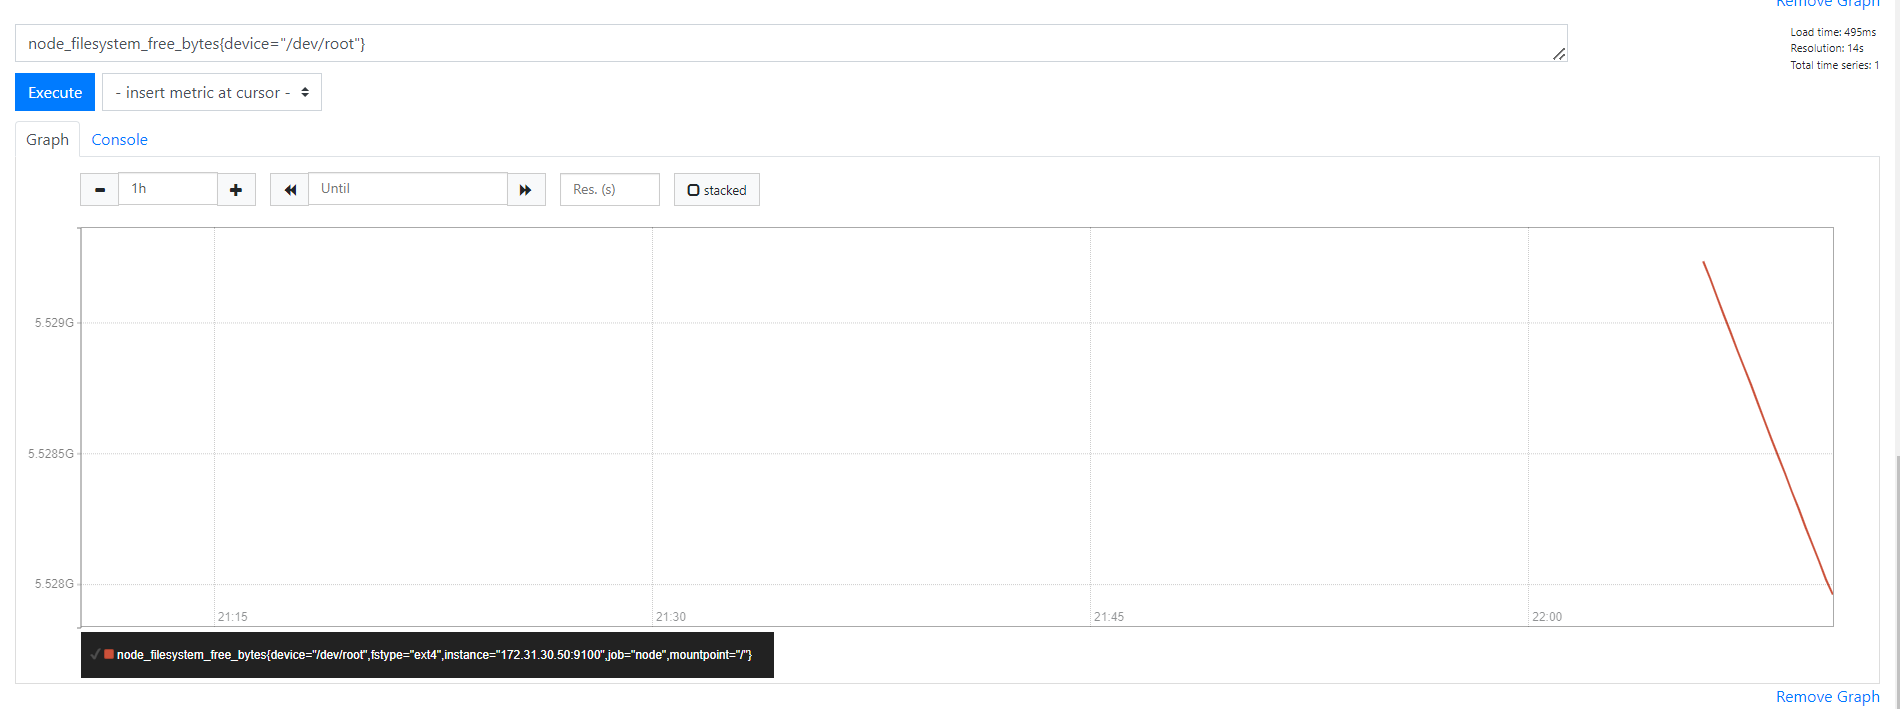 Remove Graph
node_filesystem_free_bytes{device="/dev/root"}
Load time: 495ms
Resolution: 14s
Total time series: 1
Execute
- insert metric at cursor -
Graph Console
1h Until Res. (s) stacked
5.529G
5.5285G
5.528G
21:15 21:30 21:45 22:00
node_filesystem_free_bytes{device="/dev/root",fstype="ext4",instance="172.31.30.50:9100",job="node",mountpoint="/"}
Remove Graph